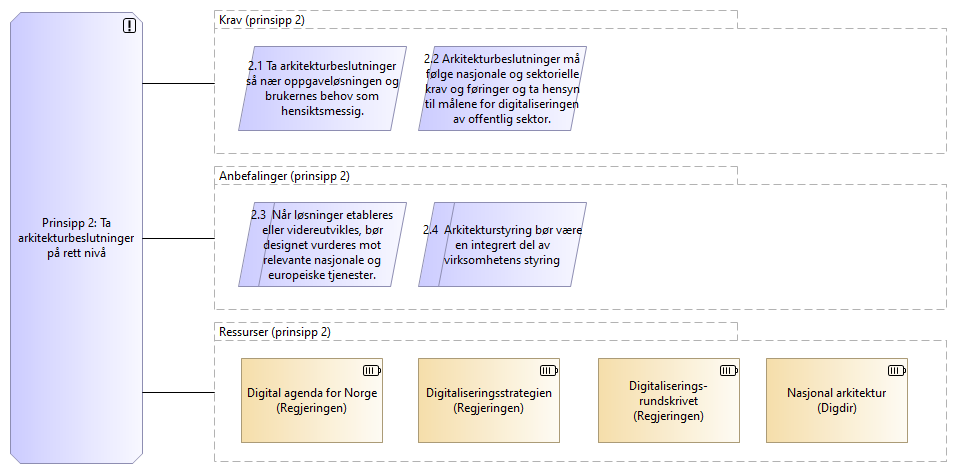 Prinsipp 2: Ta
arkitekturbeslutninger
på rett nivå
Krav (prinsipp 2)
2.1 Ta arkitekturbeslutninger
så nær oppgaveløsningen og
brukernes behov som
hensiktsmessig.
2.2 Arkitekturbeslutninger må
følge nasjonale og sektorielle
krav og føringer og ta hensyn
til målene for digitaliseringen
av offentlig sektor.
Anbefalinger (prinsipp 2)
2.3 Når løsninger etableres
eller videreutvikles, bør
designet vurderes mot
relevante nasjonale og
europeiske tjenester.
2.4 Arkitekturstyring bør være
en integrert del av
virksomhetens styring
Ressurser (prinsipp 2)
Digital agenda for Norge
(Regjeringen)
Digitaliseringsstrategien
(Regjeringen)
Digitaliserings-
rundskrivet
(Regjeringen)
Nasjonal arkitektur
(Digdir)